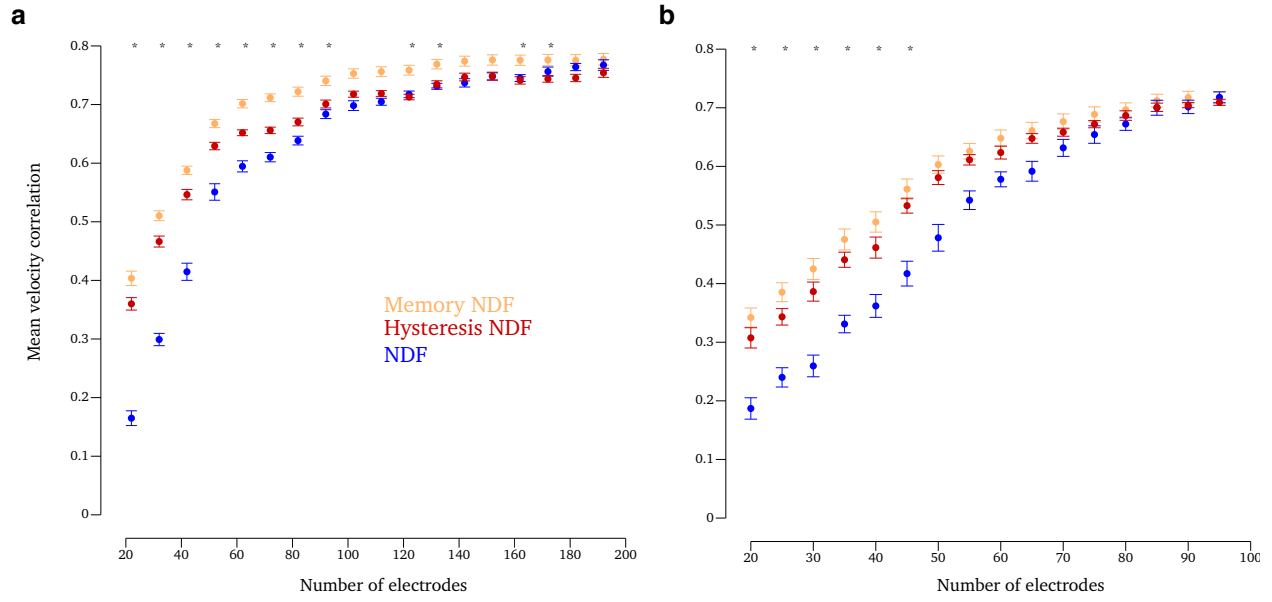 a
* * * * * * * * * * * *
0.8
0.7
0.6
0.5
0.4
0.3
0.2
0.1
0
Mean velocity correlation
Memory NDF
Hysteresis NDF
NDF
20 40 60 80 100 120 140 160 180 200
Number of electrodes
b
* * * * * *
0.8
0.7
0.6
0.5
0.4
0.3
0.2
0.1
0
20 30 40 50 60 70 80 90 100
Number of electrodes